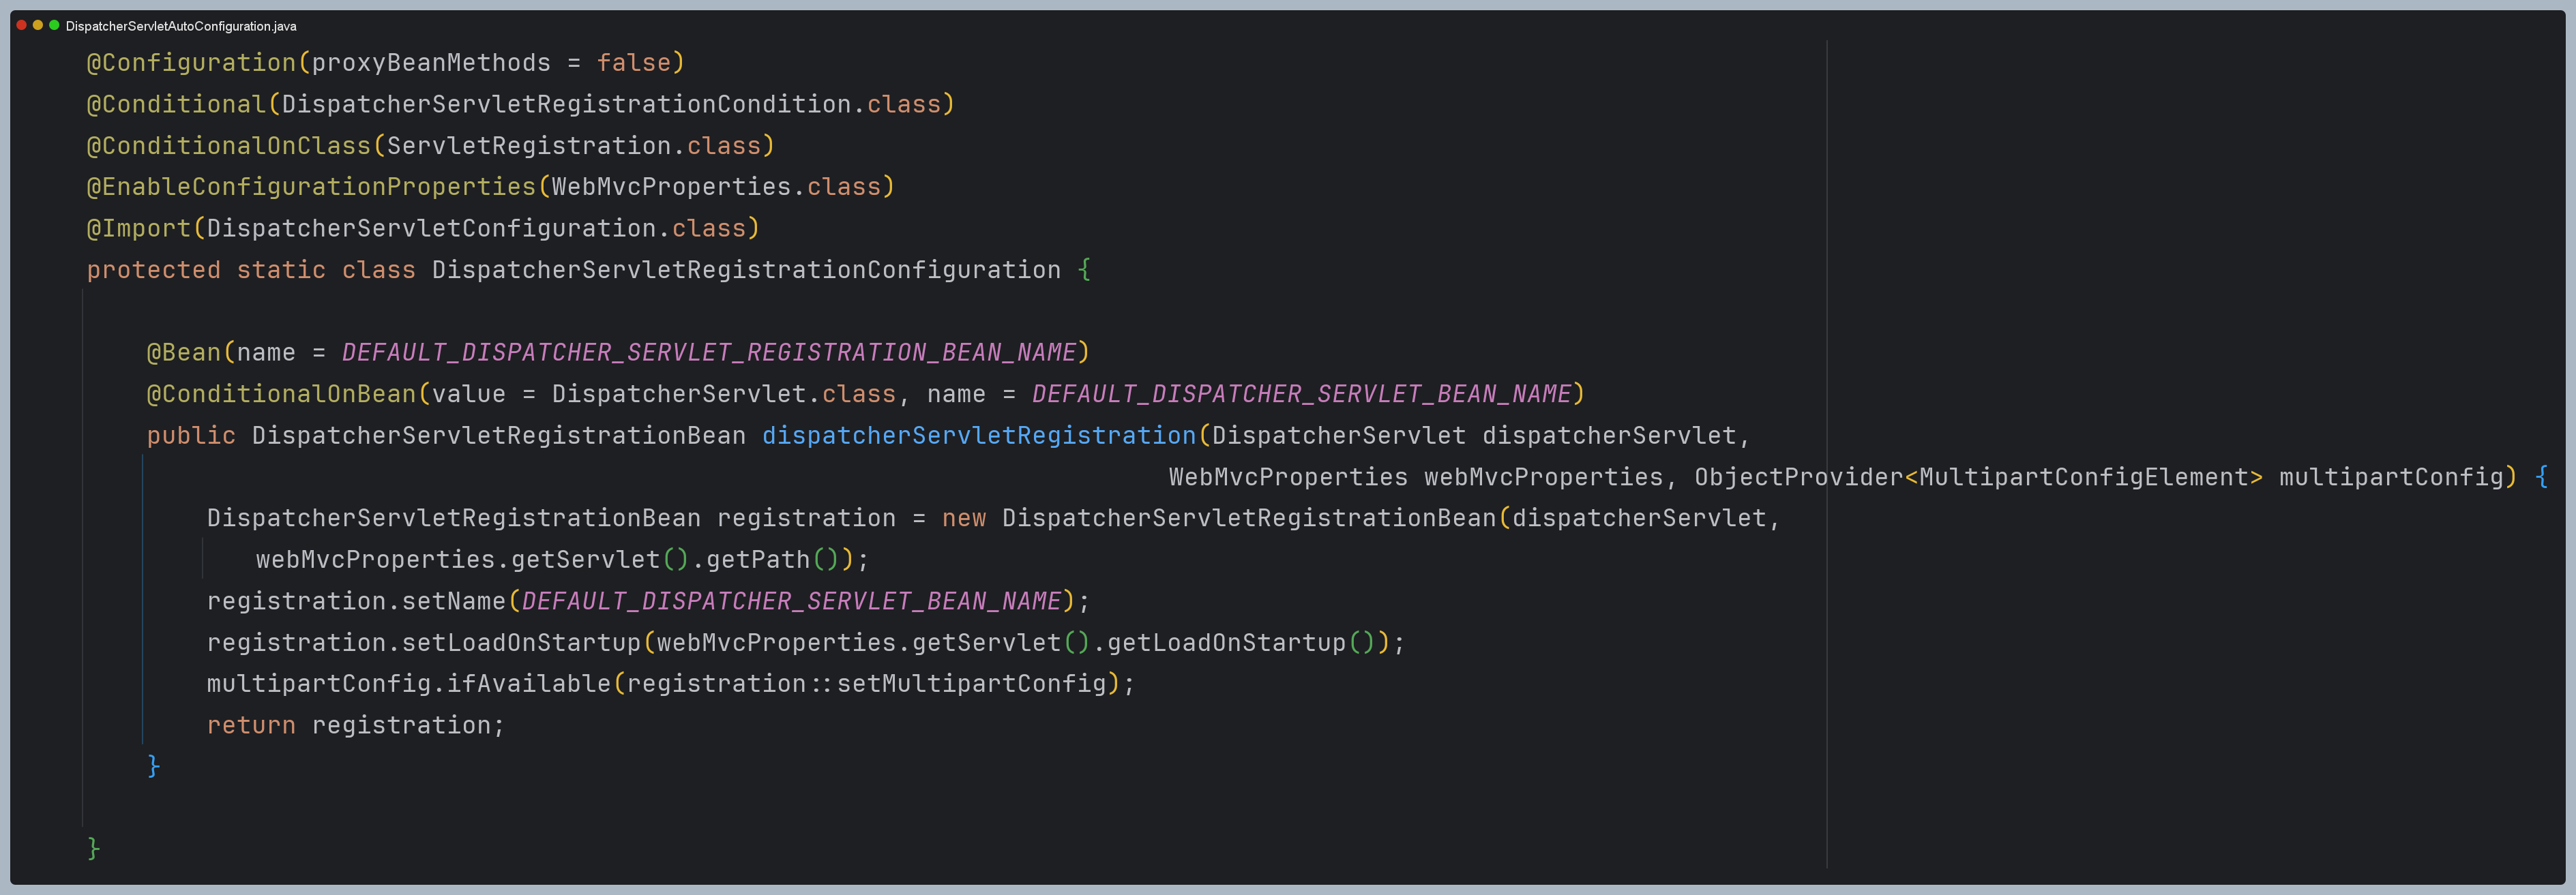 DispatcherServletAutoConfiguration.java
@Configuration(proxyBeanMethods = false)
@Conditional(DispatcherServletRegistrationCondition.class)
@ConditionalOnClass(ServletRegistration.class)
@EnableConfigurationProperties(WebMvcProperties.class)
@Import(DispatcherServletConfiguration.class)
protected static class DispatcherServletRegistrationConfiguration {
@Bean(name = DEFAULT_DISPATCHER_SERVLET_REGISTRATION_BEAN_NAME)
@ConditionalOnBean(value = DispatcherServlet.class, name = DEFAULT_DISPATCHER_SERVLET_BEAN_NAME)
public DispatcherServletRegistrationBean dispatcherServletRegistration(DispatcherServlet dispatcherServlet,
WebMvcProperties webMvcProperties, ObjectProvider<MultipartConfigElement> multipartConfig) {
DispatcherServletRegistrationBean registration = new DispatcherServletRegistrationBean(dispatcherServlet,
webMvcProperties.getServlet().getPath());
registration.setName(DEFAULT_DISPATCHER_SERVLET_BEAN_NAME);
registration.setLoadOnStartup(webMvcProperties.getServlet().getLoadOnStartup());
multipartConfig.ifAvailable(registration::setMultipartConfig);
return registration;
}
}